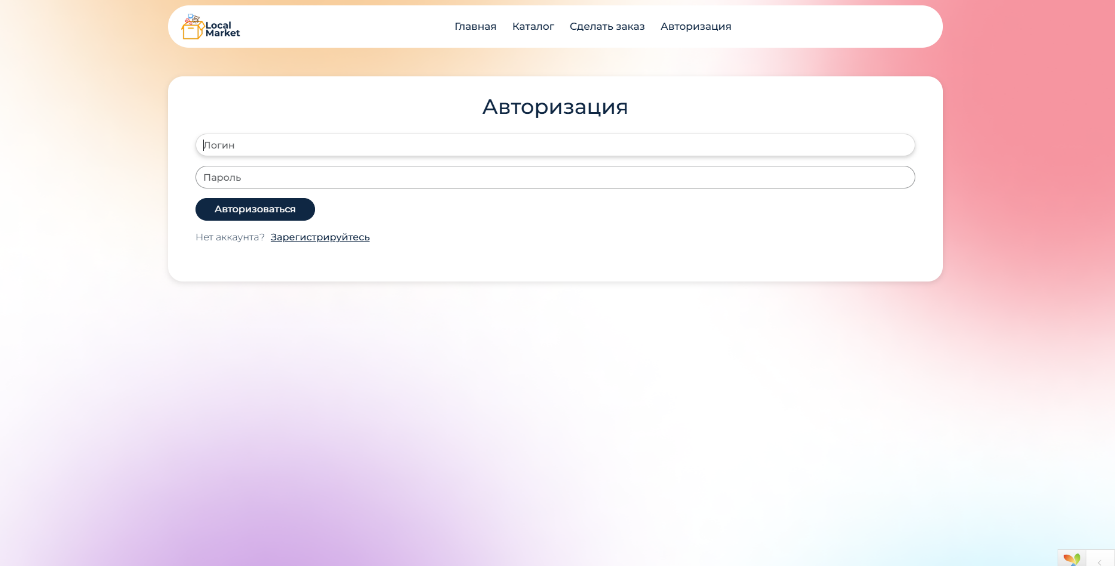 Local
Market
Главная Каталог Сделать заказ Авторизация
Авторизация
Логин
Пароль
Авторизоваться
Нет аккаунта? Зарегистрируйтесь